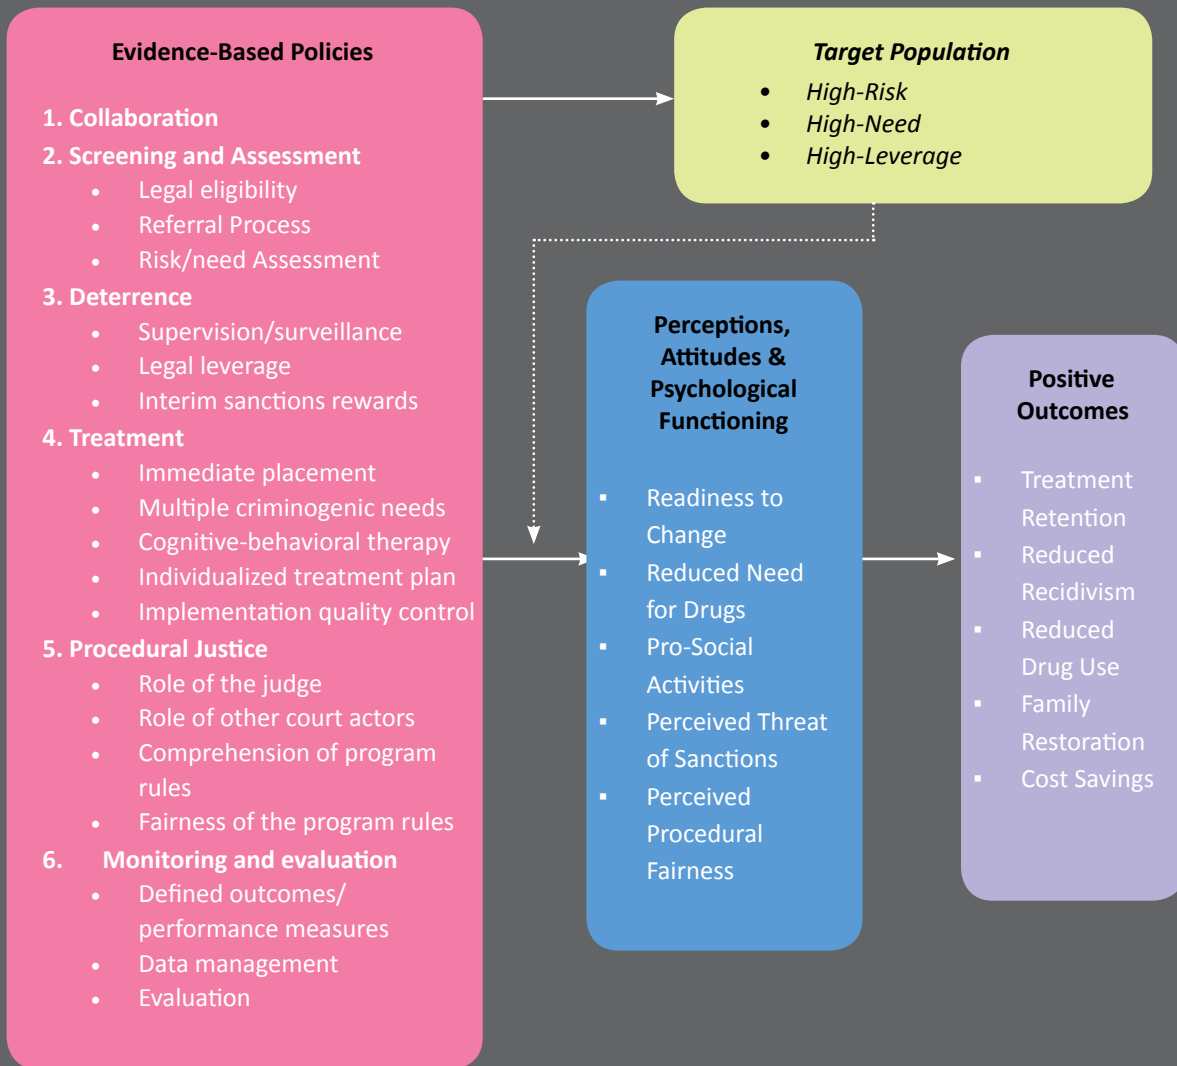 Evidence-Based Policies
1. Collaboration
2. Screening and Assessment
• Legal eligibility
• Referral Process
• Risk/need Assessment
3. Deterrence
• Supervision/surveillance
• Legal leverage
• Interim sanctions rewards
4. Treatment
• Immediate placement
• Multiple criminogenic needs
• Cognitive-behavioral therapy
• Individualized treatment plan
• Implementation quality control
5. Procedural Justice
• Role of the judge
• Role of other court actors
• Comprehension of program
rules
• Fairness of the program rules
6. Monitoring and evaluation
• Defined outcomes/
performance measures
• Data management
• Evaluation
Target Population
• High-Risk
• High-Need
• High-Leverage
Perceptions,
Attitudes &
Psychological
Functioning
▪ Readiness to
Change
▪ Reduced Need
for Drugs
▪ Pro-Social
Activities
▪ Perceived Threat
of Sanctions
▪ Perceived
Procedural
Fairness
Positive
Outcomes
▪ Treatment
Retention
▪ Reduced
Recidivism
▪ Reduced
Drug Use
▪ Family
Restoration
▪ Cost Savings